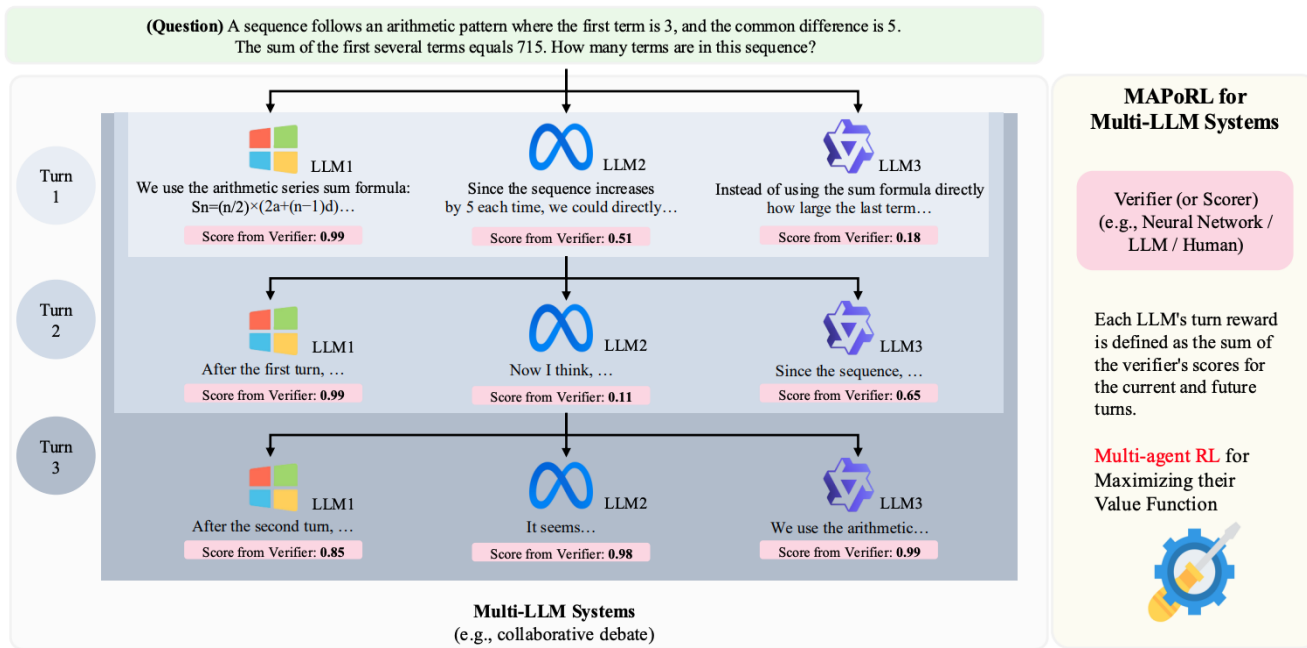 (Question) A sequence follows an arithmetic pattern where the first term is 3, and the common difference is 5.
The sum of the first several terms equals 715. How many terms are in this sequence?
Turn
1
LLM1
We use the arithmetic series sum formula:
Sn=(n/2)×(2a+(n−1)d)…
Score from Verifier: 0.99
LLM2
Since the sequence increases
by 5 each time, we could directly…
Score from Verifier: 0.51
LLM3
Instead of using the sum formula directly
how large the last term…
Score from Verifier: 0.18
Turn
2
LLM1
After the first turn, …
Score from Verifier: 0.99
LLM2
Now I think, …
Score from Verifier: 0.11
LLM3
Since the sequence, …
Score from Verifier: 0.65
Turn
3
LLM1
After the second turn, …
Score from Verifier: 0.85
LLM2
It seems…
Score from Verifier: 0.98
LLM3
We use the arithmetic…
Score from Verifier: 0.99
Multi-LLM Systems
(e.g., collaborative debate)
MAPoRL for
Multi-LLM Systems
Verifier (or Scorer)
(e.g., Neural Network /
LLM / Human)
Each LLM's turn reward
is defined as the sum of
the verifier's scores for
the current and future
turns.
Multi-agent RL for
Maximizing their
Value Function